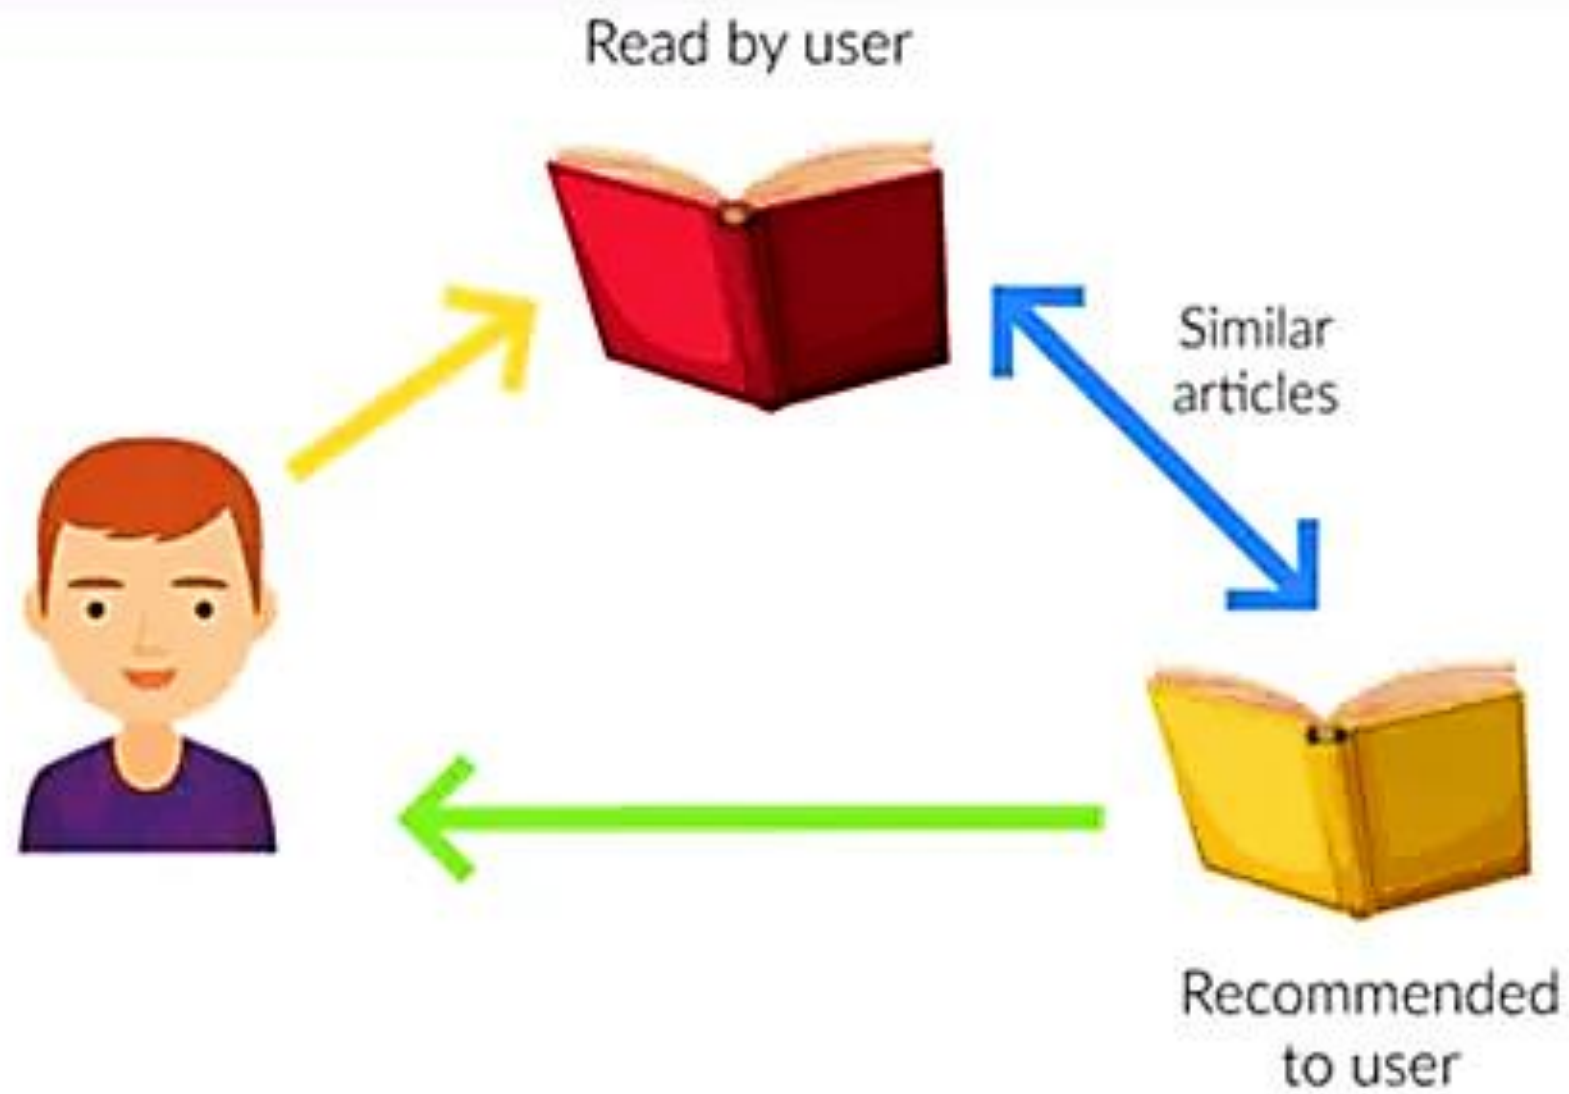 Read by user
Similar
articles
Recommended
to user